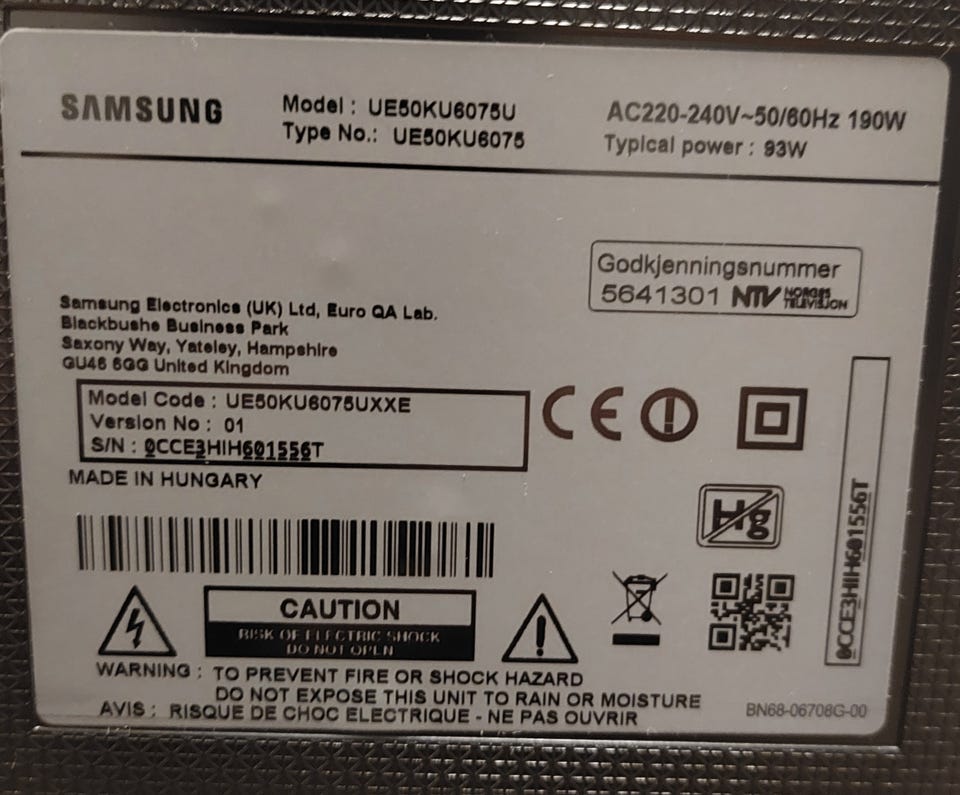 SAMSUNG
Model : UE50KU6075U
Type No.: UE50KU6075
AC220-240V~50/60Hz 190W
Typical power : 93W
Godkjenningsnummer
5641301 NTV NORGES TELEVISJON
Samsung Electronics (UK) Ltd, Euro QA Lab.
Blackbushe Business Park
Saxony Way, Yateley, Hampshire
GU46 6GG United Kingdom
Model Code : UE50KU6075UXXE
Version No : 01
S/N : 0CCE3HIH601556T
MADE IN HUNGARY
CE
Hg
0CCE3HIH601556T
CAUTION
RISK OF ELECTRIC SHOCK
DO NOT OPEN
WARNING : TO PREVENT FIRE OR SHOCK HAZARD
DO NOT EXPOSE THIS UNIT TO RAIN OR MOISTURE
AVIS : RISQUE DE CHOC ELECTRIQUE - NE PAS OUVRIR
BN68-06708G-00